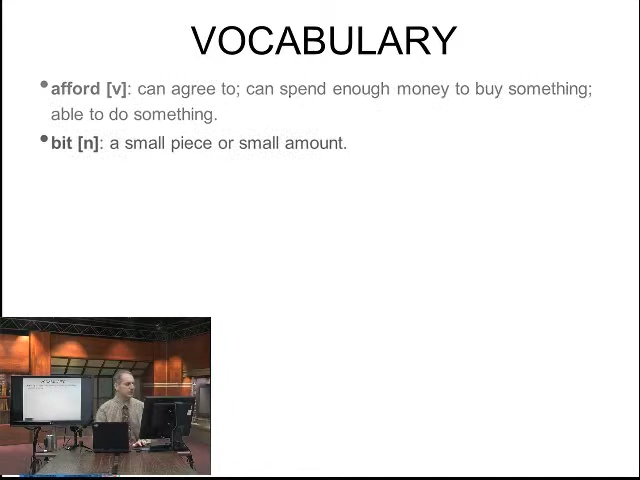 VOCABULARY
•afford [v]: can agree to; can spend enough money to buy something;
able to do something.
•bit [n]: a small piece or small amount.